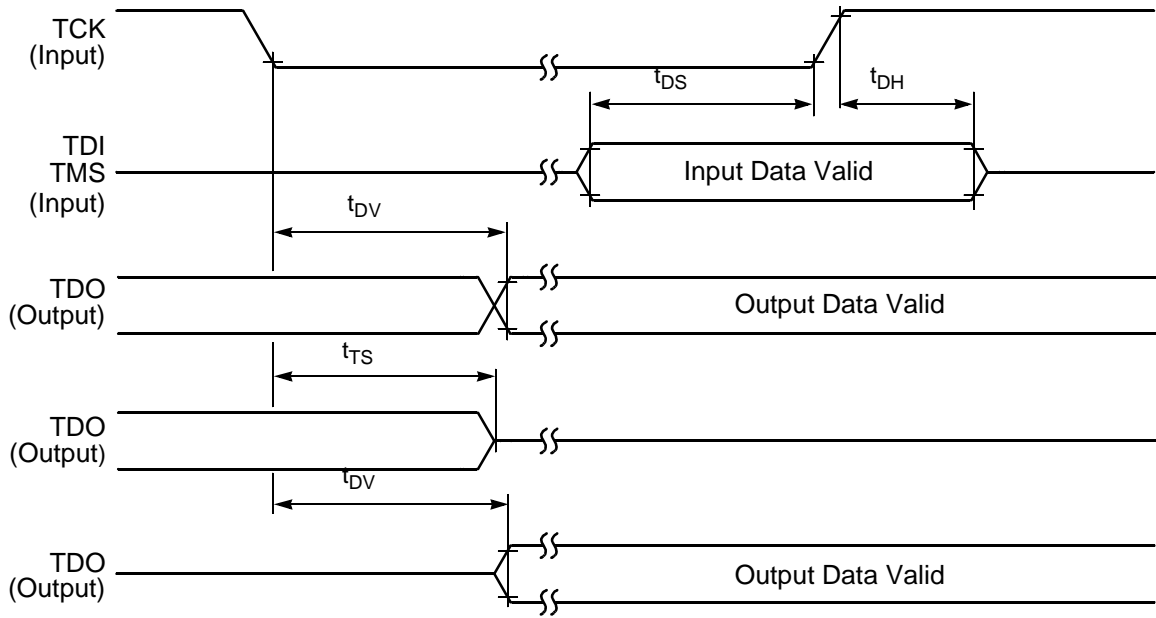 TCK
(Input)
tDS
tDH
TDI
TMS
(Input)
Input Data Valid
tDV
TDO
(Output)
Output Data Valid
tTS
TDO
(Output)
tDV
TDO
(Output)
Output Data Valid